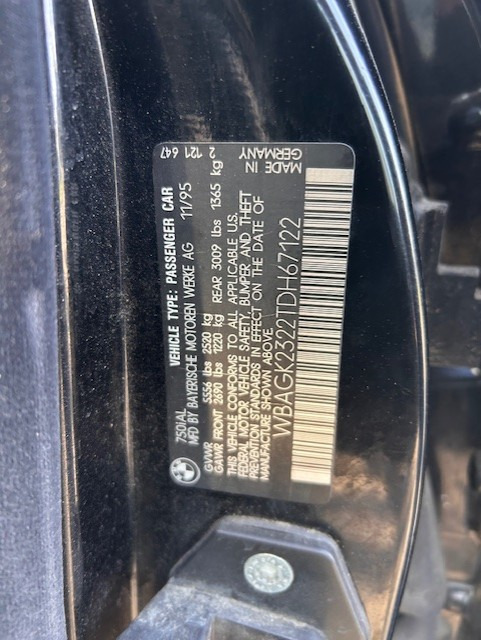 750iAL VEHICLE TYPE: PASSENGER CAR
MFD BY BAYERISCHE MOTOREN WERKE AG 11/95
GVWR 5556 lbs 2520 kg
GAWR FRONT 2690 lbs 1220 kg REAR 3009 lbs 1365 kg
THIS VEHICLE CONFORMS TO ALL APPLICABLE U.S.
FEDERAL MOTOR VEHICLE SAFETY, BUMPER AND THEFT
PREVENTION STANDARDS IN EFFECT ON THE DATE OF
MANUFACTURE SHOWN ABOVE.
WBAGK2322TDH67122
MADE IN
GERMANY
2 121 647